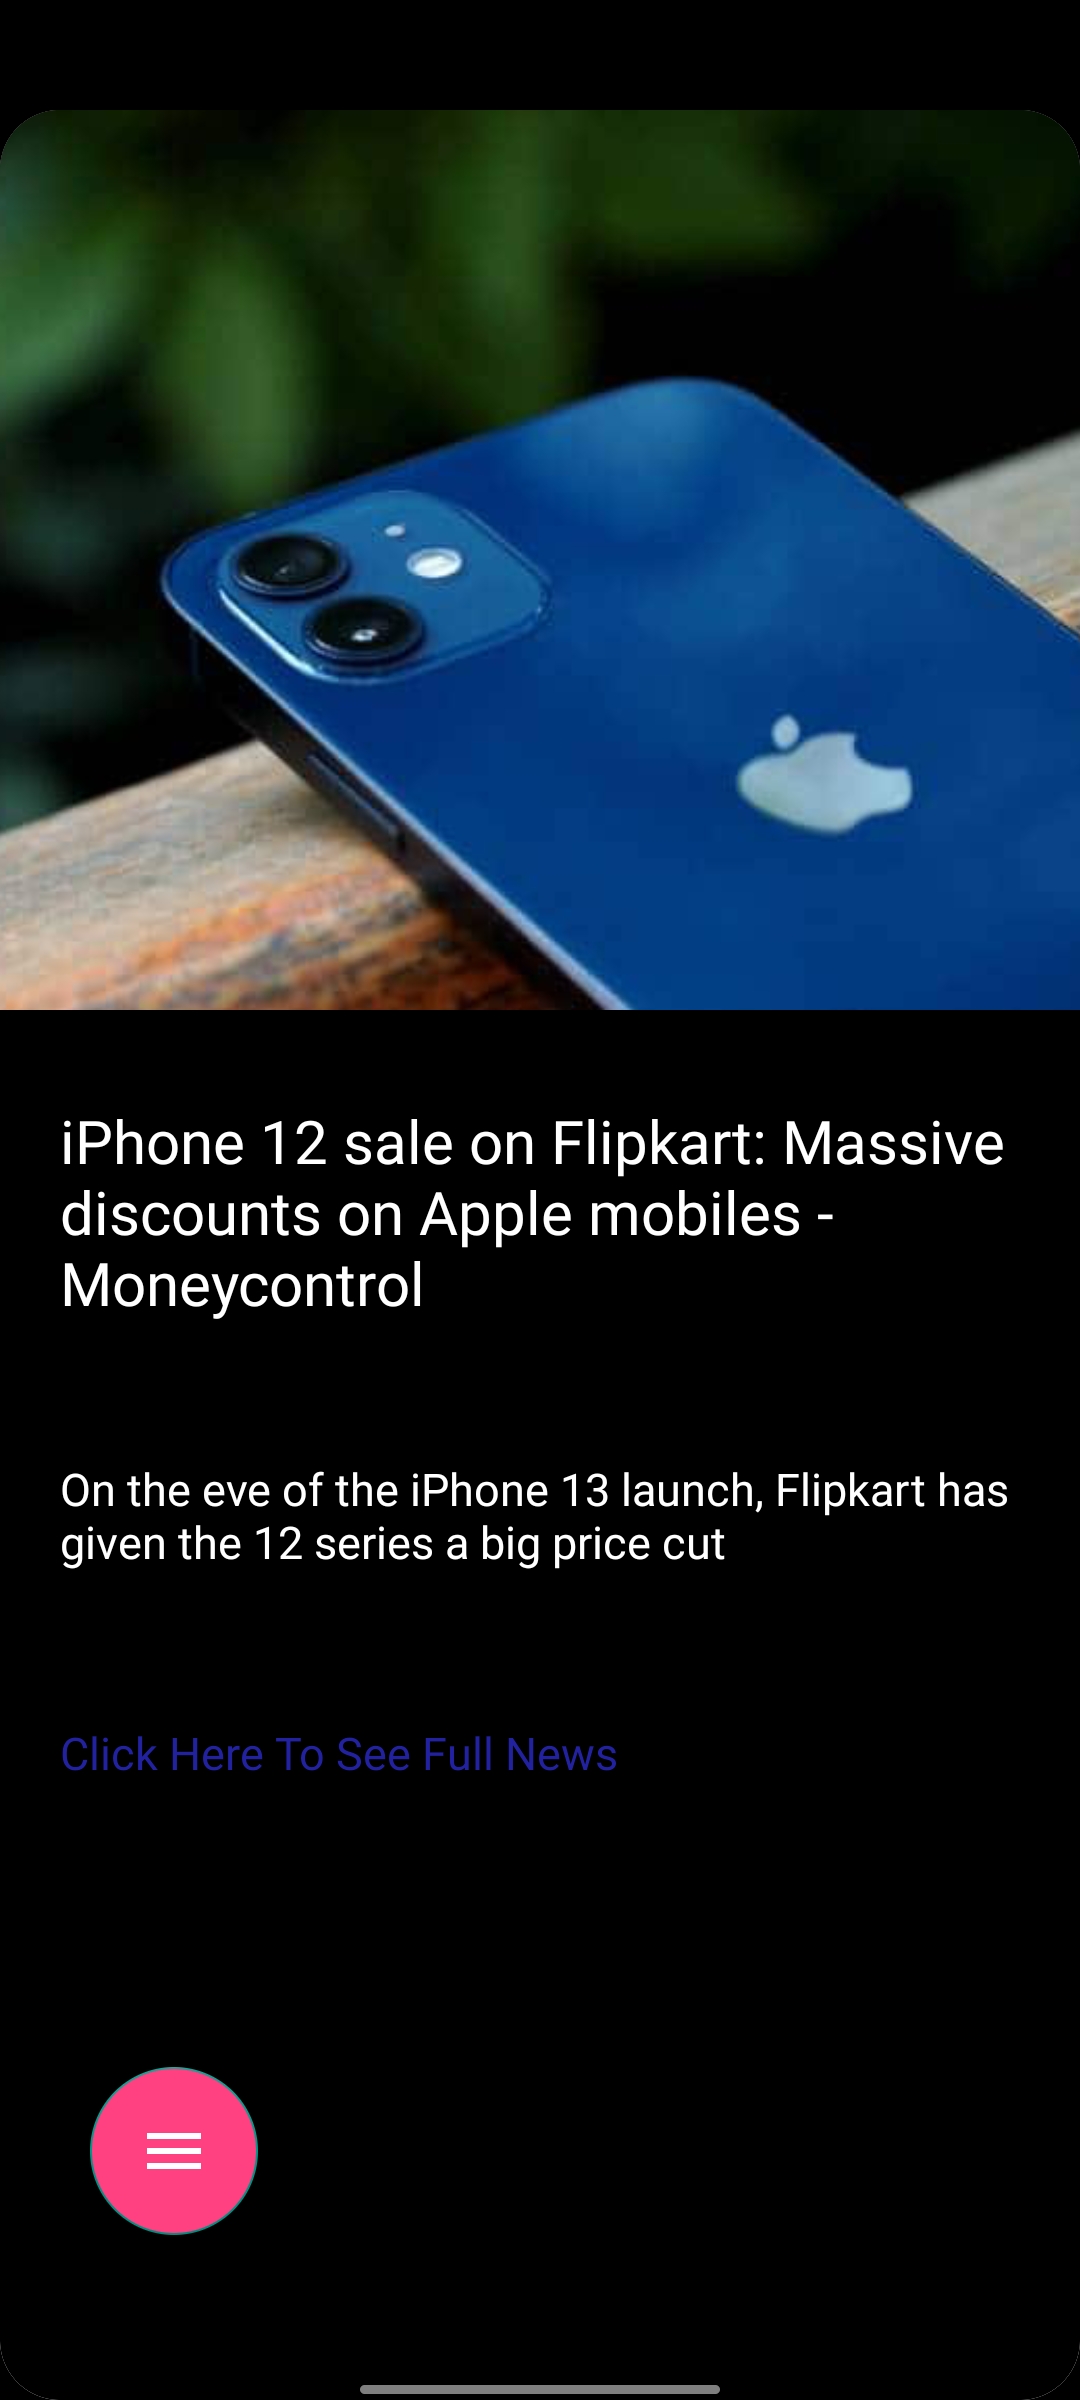 iPhone 12 sale on Flipkart: Massive
discounts on Apple mobiles -
Moneycontrol
On the eve of the iPhone 13 launch, Flipkart has
given the 12 series a big price cut
Click Here To See Full News